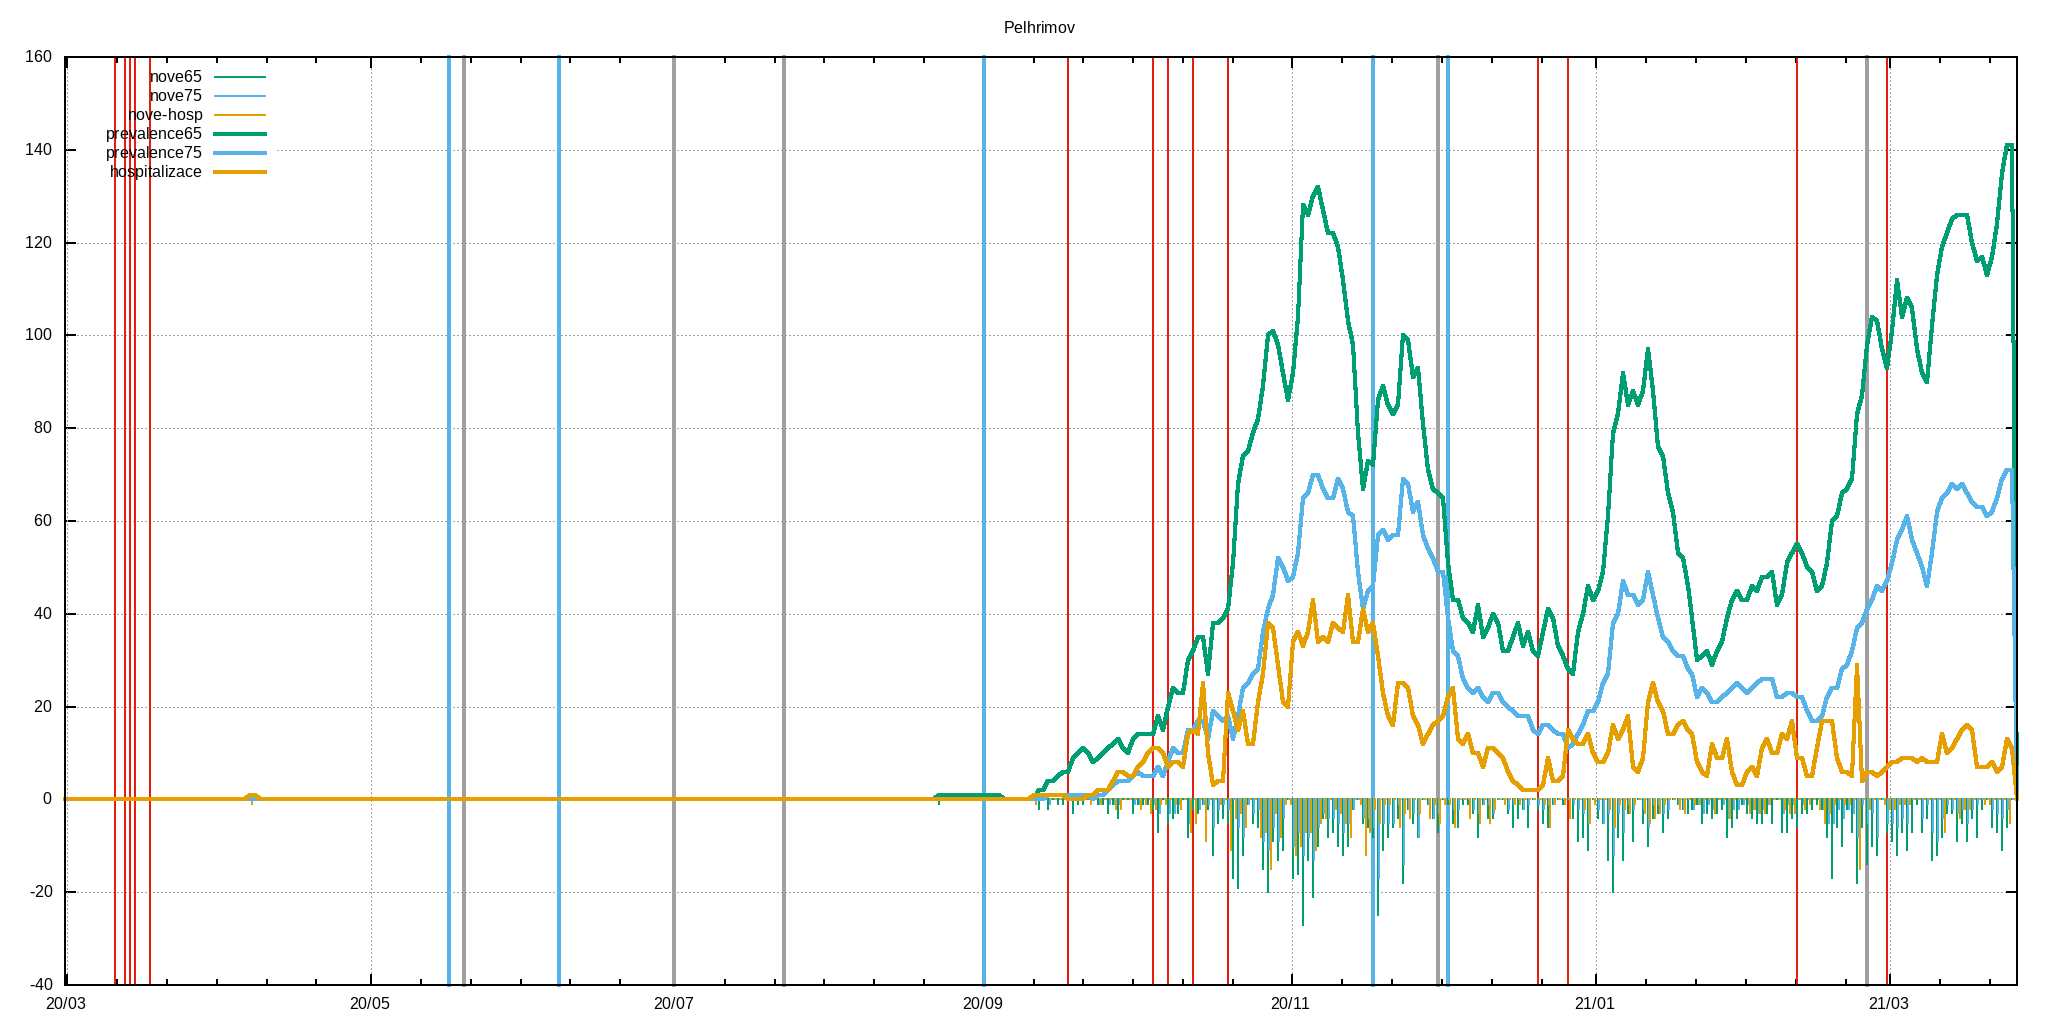 Pelhrimov
160
140
120
100
80
60
40
20
0
-20
-40
nove65
nove75
nove-hosp
prevalence65
prevalence75
hospitalizace
20/03 20/05 20/07 20/09 20/11 21/01 21/03